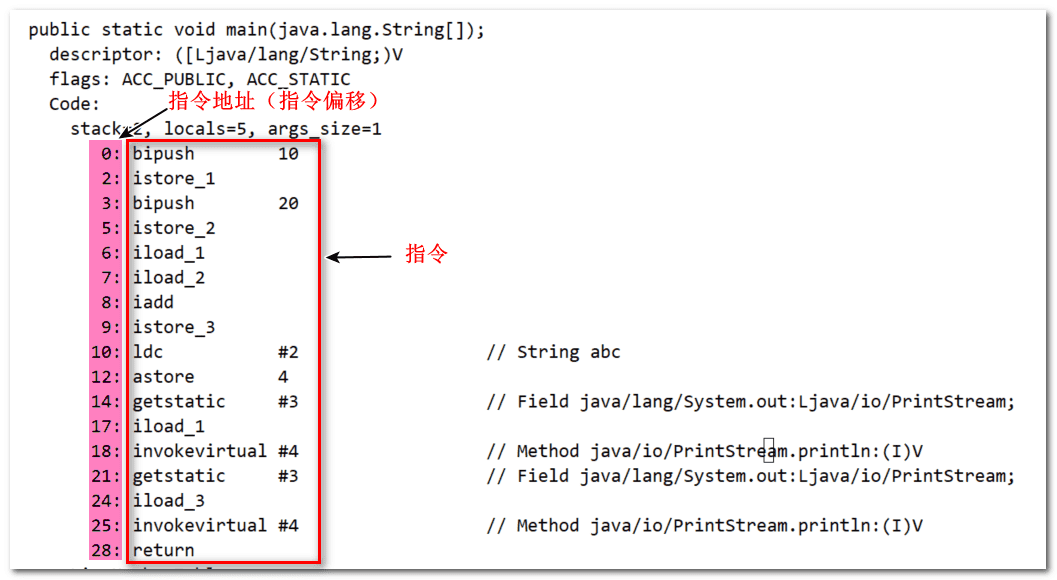 public static void main(java.lang.String[]);
descriptor: ([Ljava/lang/String;)V
flags: ACC_PUBLIC, ACC_STATIC
Code:
指令地址（指令偏移）
stack=2, locals=5, args_size=1
0: bipush 10
2: istore_1
3: bipush 20
5: istore_2
6: iload_1
指令
7: iload_2
8: iadd
9: istore_3
10: ldc #2 // String abc
12: astore 4
14: getstatic #3 // Field java/lang/System.out:Ljava/io/PrintStream;
17: iload_1
18: invokevirtual #4 // Method java/io/PrintStream.println:(I)V
21: getstatic #3 // Field java/lang/System.out:Ljava/io/PrintStream;
24: iload_3
25: invokevirtual #4 // Method java/io/PrintStream.println:(I)V
28: return